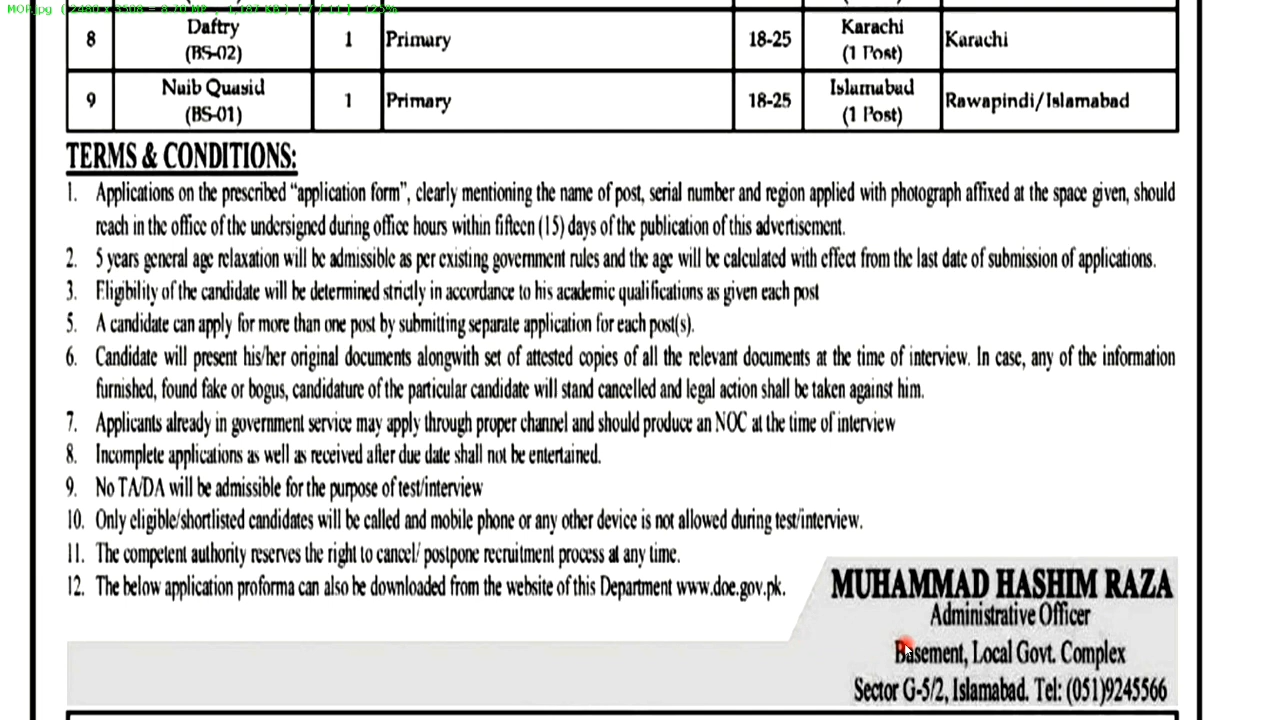 MOP.jpg ( 2480 x 3508 = 8.70 MP , 1,187 KB ) [ 7 / 11 ] 125%
8 Daftry (BS-02) 1 Primary 18-25 Karachi (1 Post) Karachi
9 Nuib Quasid (BS-01) 1 Primary 18-25 Islamabad (1 Post) Rawapindi/Islamabad
TERMS & CONDITIONS:
1. Applications on the prescribed “application form”, clearly mentioning the name of post, serial number and region applied with photograph affixed at the space given, should
reach in the office of the undersigned during office hours within fifteen (15) days of the publication of this advertisement.
2. 5 years general age relaxation will be admissible as per existing government rules and the age will be calculated with effect from the last date of submission of applications.
3. Eligibility of the candidate will be determined strictly in accordance to his academic qualifications as given each post
5. A candidate can apply for more than one post by submitting separate application for each post(s).
6. Candidate will present his/her original documents alongwith set of attested copies of all the relevant documents at the time of interview. In case, any of the information
furnished, found fake or bogus, candidature of the particular candidate will stand cancelled and legal action shall be taken against him.
7. Applicants already in government service may apply through proper channel and should produce an NOC at the time of interview
8. Incomplete applications as well as received after due date shall not be entertained.
9. No TA/DA will be admissible for the purpose of test/interview
10. Only eligible/shortlisted candidates will be called and mobile phone or any other device is not allowed during test/interview.
11. The competent authority reserves the right to cancel/ postpone recruitment process at any time.
12. The below application proforma can also be downloaded from the website of this Department www.doe.gov.pk.
MUHAMMAD HASHIM RAZA
Administrative Officer
Basement, Local Govt. Complex
Sector G-5/2, Islamabad. Tel: (051)9245566